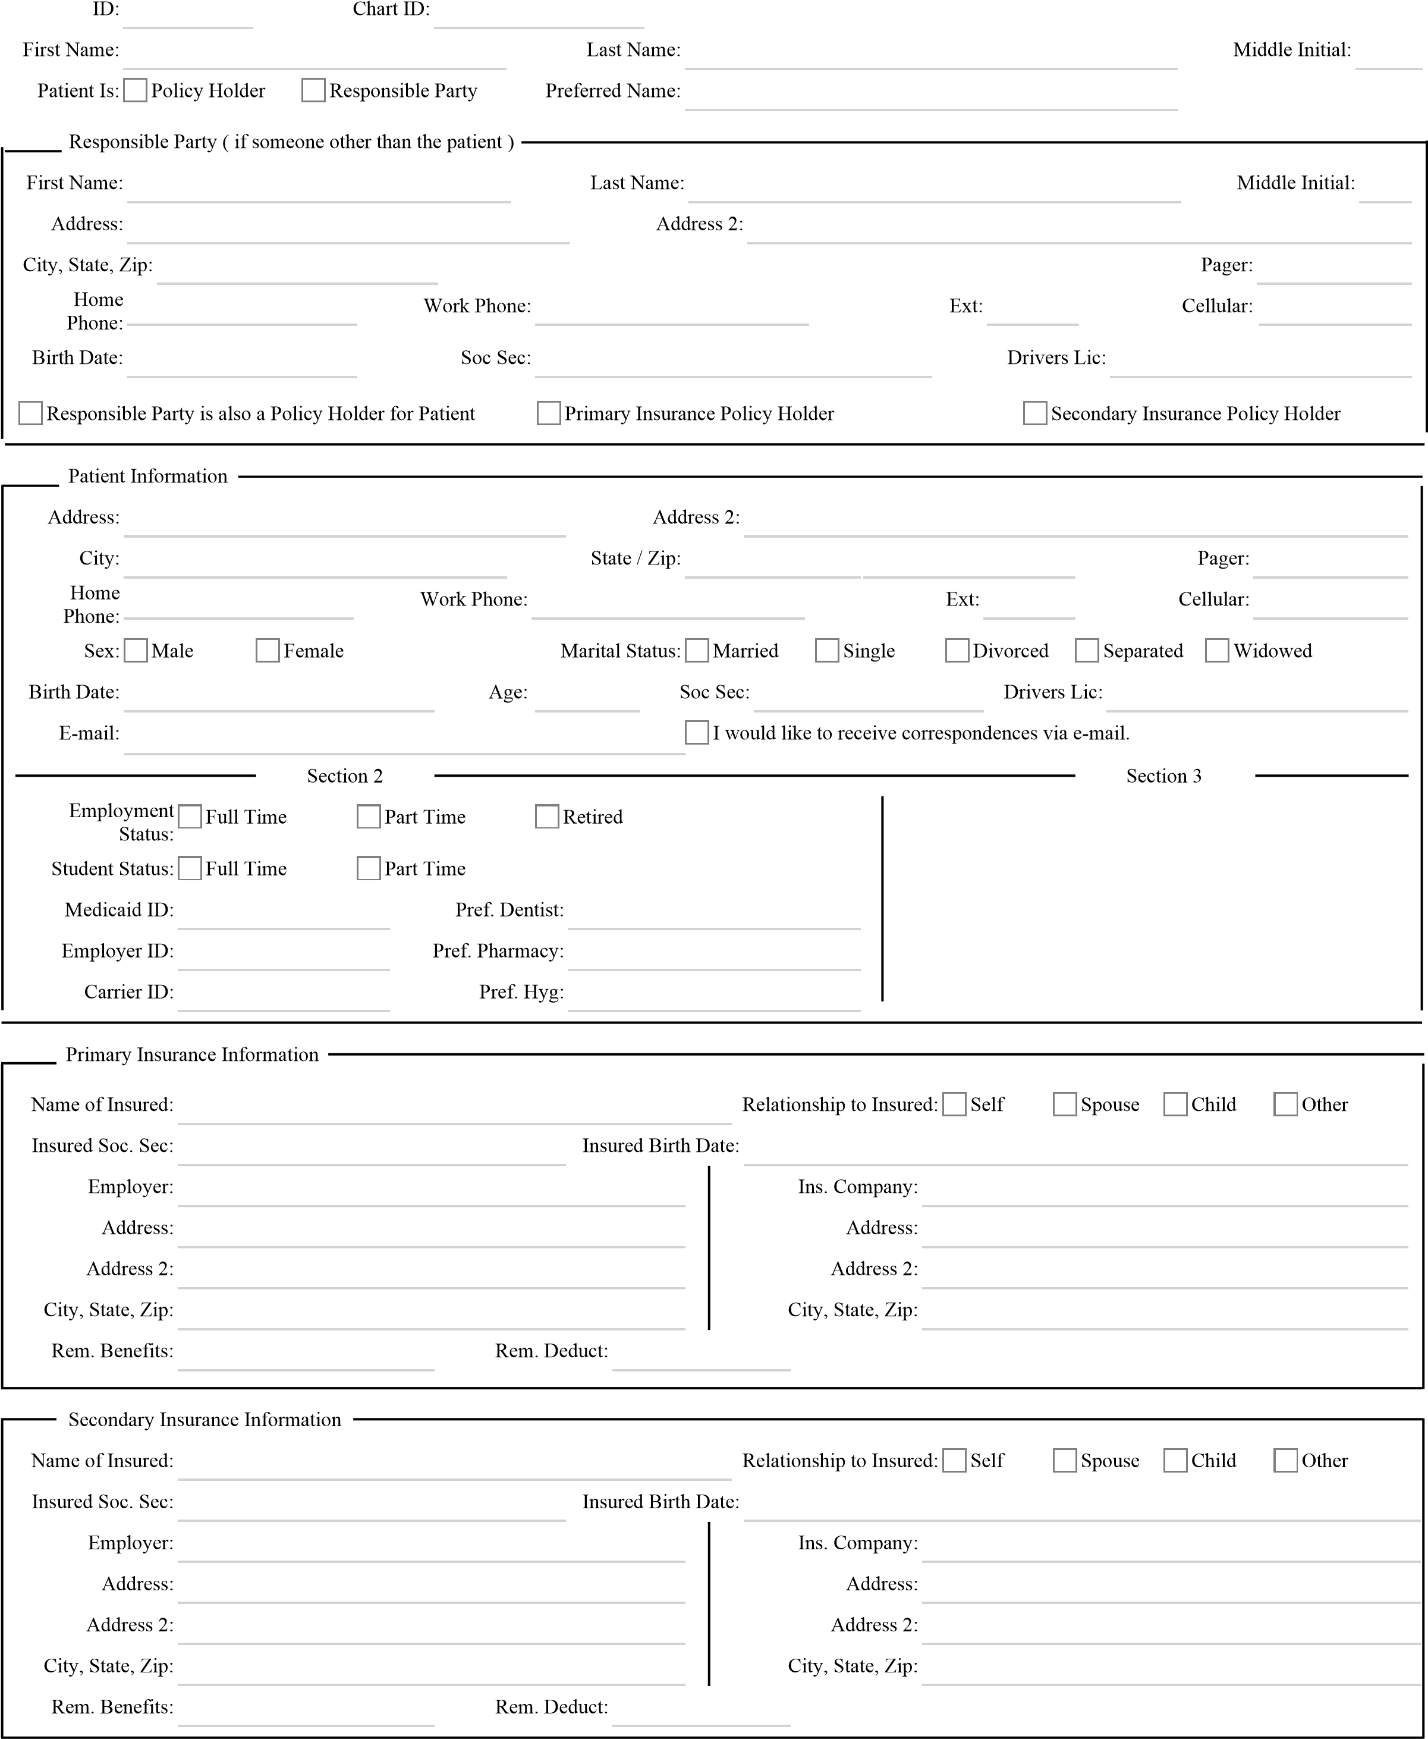 ID: Chart ID:
First Name: Last Name: Middle Initial:
Patient Is: Policy Holder Responsible Party Preferred Name:
Responsible Party ( if someone other than the patient )
First Name: Last Name: Middle Initial:
Address: Address 2:
City, State, Zip: Pager:
Home
Phone: Work Phone: Ext: Cellular:
Birth Date: Soc Sec: Drivers Lic:
Responsible Party is also a Policy Holder for Patient Primary Insurance Policy Holder Secondary Insurance Policy Holder
Patient Information
Address: Address 2:
City: State / Zip: Pager:
Home
Phone: Work Phone: Ext: Cellular:
Sex: Male Female Marital Status: Married Single Divorced Separated Widowed
Birth Date: Age: Soc Sec: Drivers Lic:
E-mail: I would like to receive correspondences via e-mail.
Section 2 Section 3
Employment
Status: Full Time Part Time Retired
Student Status: Full Time Part Time
Medicaid ID: Pref. Dentist:
Employer ID: Pref. Pharmacy:
Carrier ID: Pref. Hyg:
Primary Insurance Information
Name of Insured: Relationship to Insured: Self Spouse Child Other
Insured Soc. Sec: Insured Birth Date:
Employer: Ins. Company:
Address: Address:
Address 2: Address 2:
City, State, Zip: City, State, Zip:
Rem. Benefits: Rem. Deduct:
Secondary Insurance Information
Name of Insured: Relationship to Insured: Self Spouse Child Other
Insured Soc. Sec: Insured Birth Date:
Employer: Ins. Company:
Address: Address:
Address 2: Address 2:
City, State, Zip: City, State, Zip:
Rem. Benefits: Rem. Deduct: